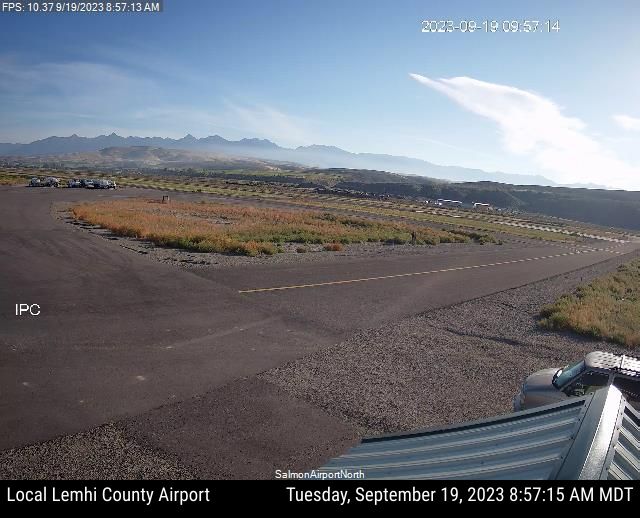 FPS: 10.37 9/19/2023 8:57:13 AM
2023-09-19 09:57:14
IPC
SalmonAirportNorth
Local Lemhi County Airport Tuesday, September 19, 2023 8:57:15 AM MDT